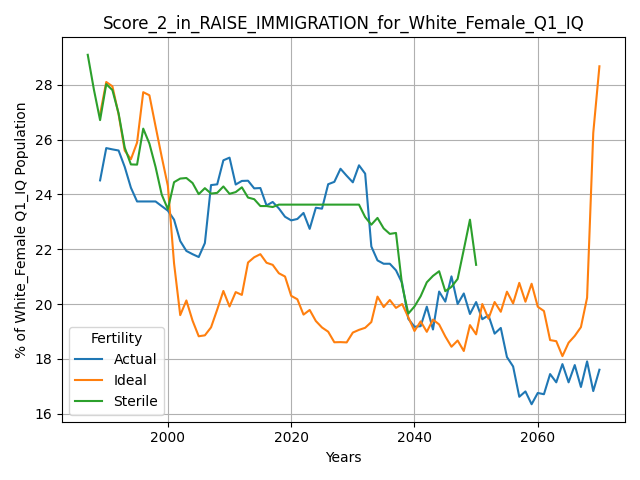 Score_2_in_RAISE_IMMIGRATION_for_White_Female_Q1_IQ
% of White_Female Q1_IQ Population
28
26
24
22
20
18
16
Fertility
Actual
Ideal
Sterile
2000
2020
2040
2060
Years